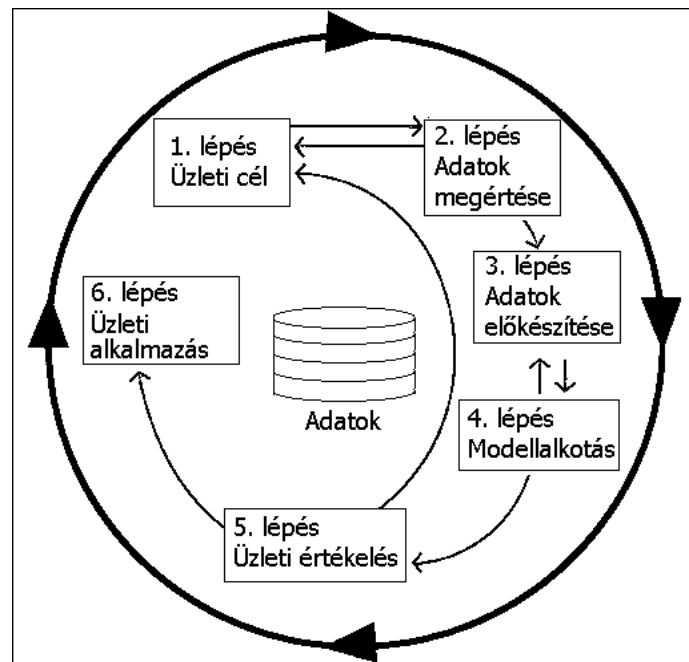 1. lépés
Üzleti cél
2. lépés
Adatok
megértése
3. lépés
Adatok
előkészítése
4. lépés
Modellalkotás
5. lépés
Üzleti értékelés
6. lépés
Üzleti
alkalmazás
Adatok